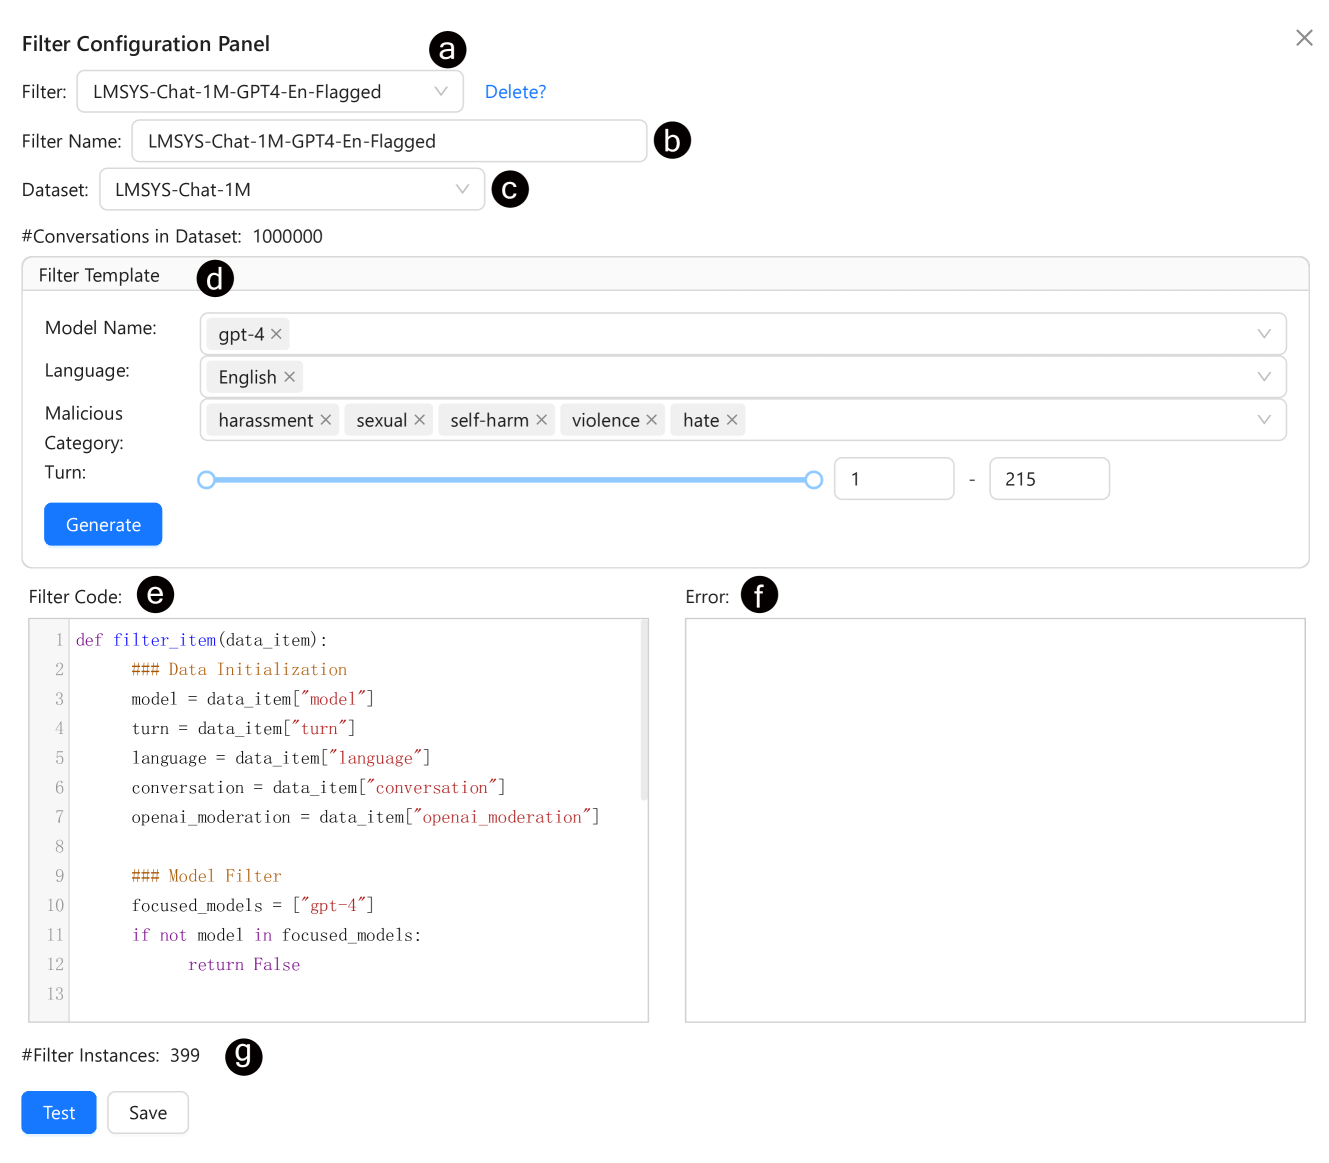 Filter Configuration Panel
a
Filter: LMSYS-Chat-1M-GPT4-En-Flagged Delete?
Filter Name: LMSYS-Chat-1M-GPT4-En-Flagged b
Dataset: LMSYS-Chat-1M c
#Conversations in Dataset: 1000000
Filter Template d
Model Name: gpt-4
Language: English
Malicious Category: harassment sexual self-harm violence hate
Turn: 1 - 215
Generate
Filter Code: e
1 def filter_item(data_item):
2 ### Data Initialization
3 model = data_item["model"]
4 turn = data_item["turn"]
5 language = data_item["language"]
6 conversation = data_item["conversation"]
7 openai_moderation = data_item["openai_moderation"]
8
9 ### Model Filter
10 focused_models = ["gpt-4"]
11 if not model in focused_models:
12 return False
13
Error: f
#Filter Instances: 399 g
Test Save